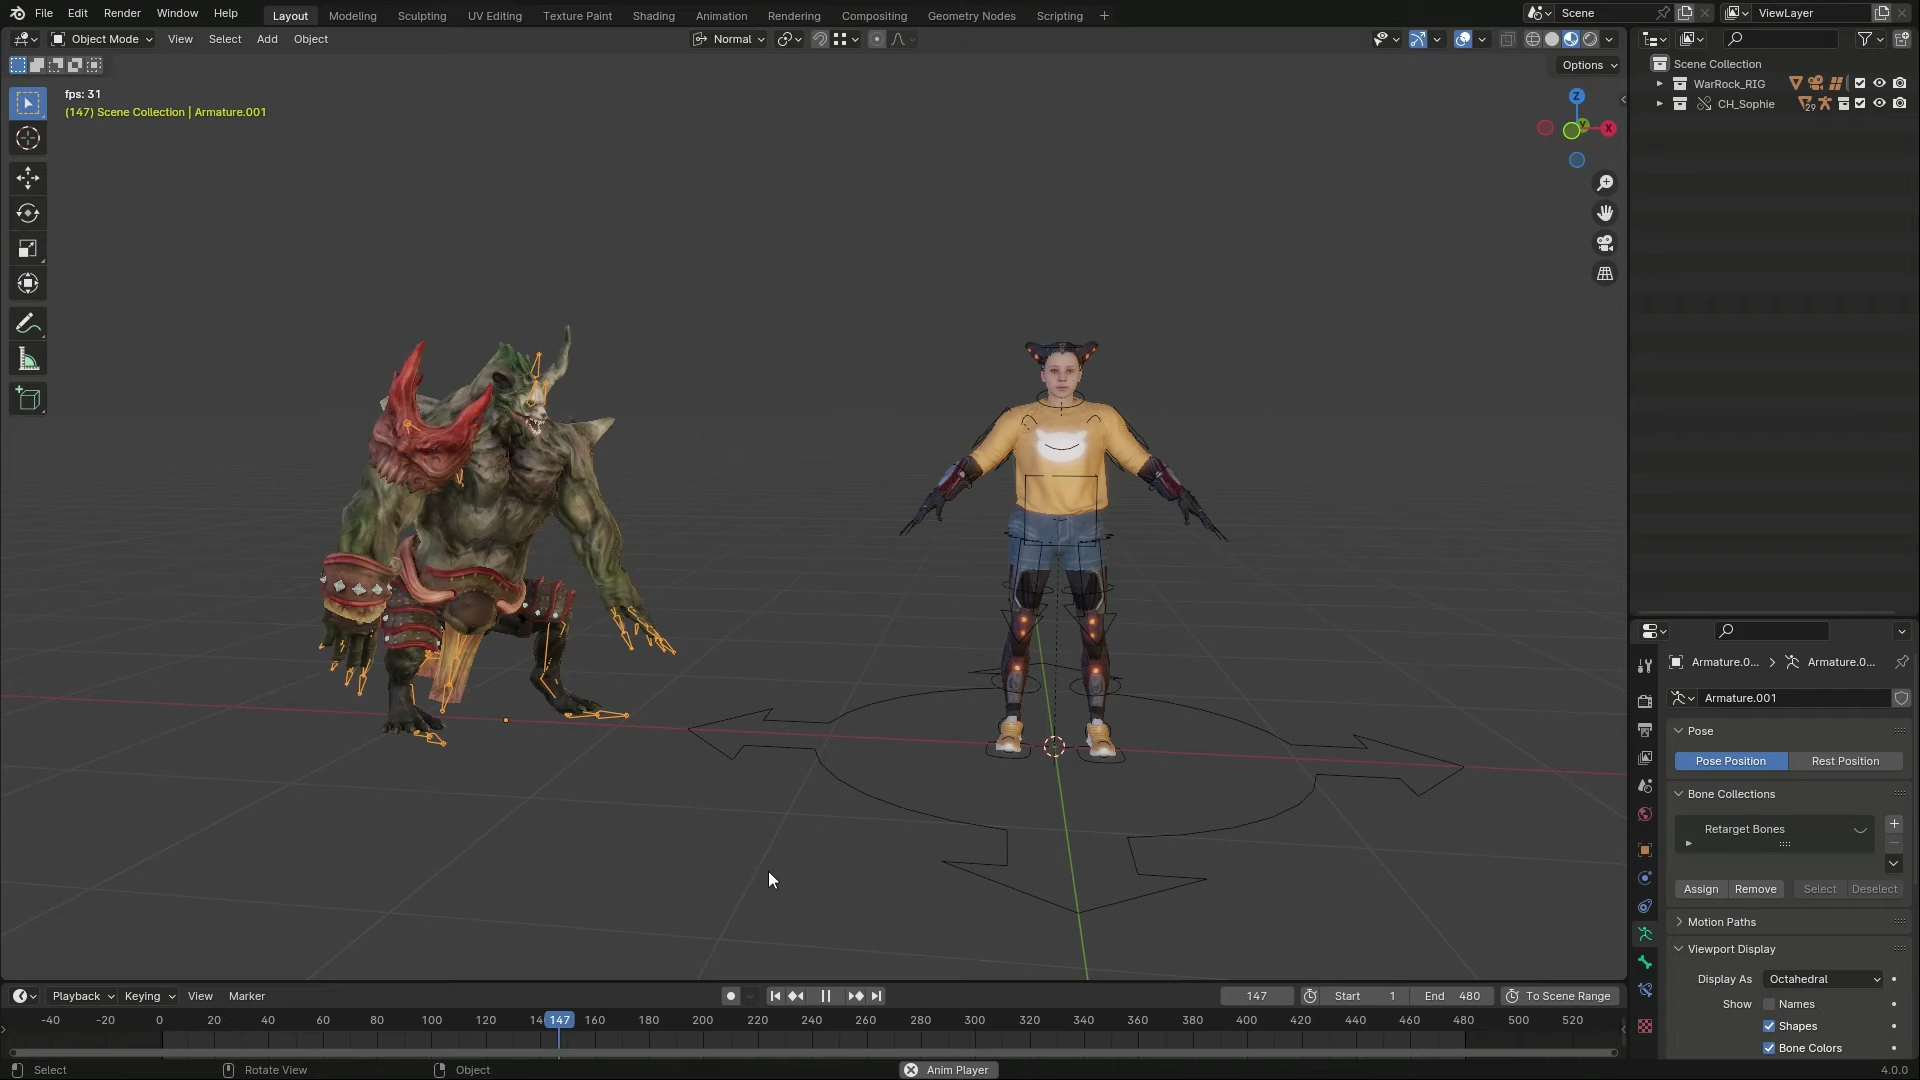 File Edit Render Window Help Layout Modeling Sculpting UV Editing Texture Paint Shading Animation Rendering Compositing Geometry Nodes Scripting + Scene ViewLayer
Object Mode View Select Add Object Normal
Options
Scene Collection
WarRock_RIG
CH_Sophie
29
fps: 31
(147) Scene Collection | Armature.001
Z
Y
X
Armature.0... > Armature.0...
Armature.001
Pose
Pose Position Rest Position
Bone Collections
Retarget Bones
Assign Remove Select Deselect
Motion Paths
Viewport Display
Display As Octahedral
Show Names
Shapes
Bone Colors
Playback Keying View Marker 147 Start 1 End 480 To Scene Range
-40 -20 0 20 40 60 80 100 120 14 147 160 180 200 220 240 260 280 300 320 340 360 380 400 420 440 460 480 500 520
Select Rotate View Object Anim Player 4.0.0